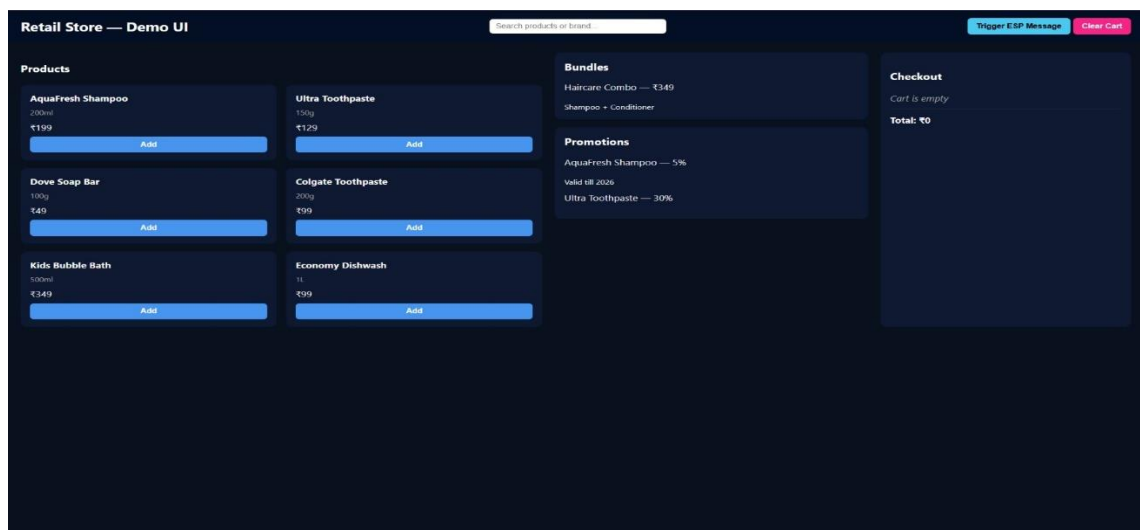 Retail Store — Demo UI
Search products or brand...
Trigger ESP Message
Clear Cart
Products
AquaFresh Shampoo
200ml
₹199
Add
Ultra Toothpaste
150g
₹129
Add
Dove Soap Bar
100g
₹49
Add
Colgate Toothpaste
200g
₹99
Add
Kids Bubble Bath
500ml
₹349
Add
Economy Dishwash
1L
₹99
Add
Bundles
Haircare Combo — ₹349
Shampoo + Conditioner
Promotions
AquaFresh Shampoo — 5%
Valid till 2026
Ultra Toothpaste — 30%
Checkout
Cart is empty
Total: ₹0